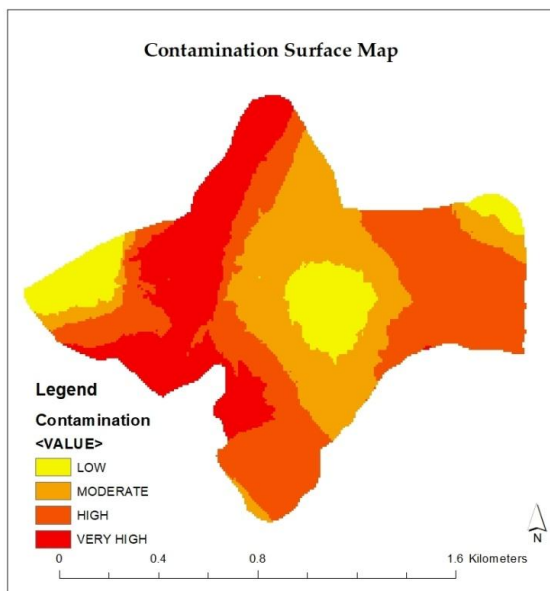 Contamination Surface Map
Legend
Contamination
<VALUE>
LOW
MODERATE
HIGH
VERY HIGH
N
0 0.4 0.8 1.6 Kilometers